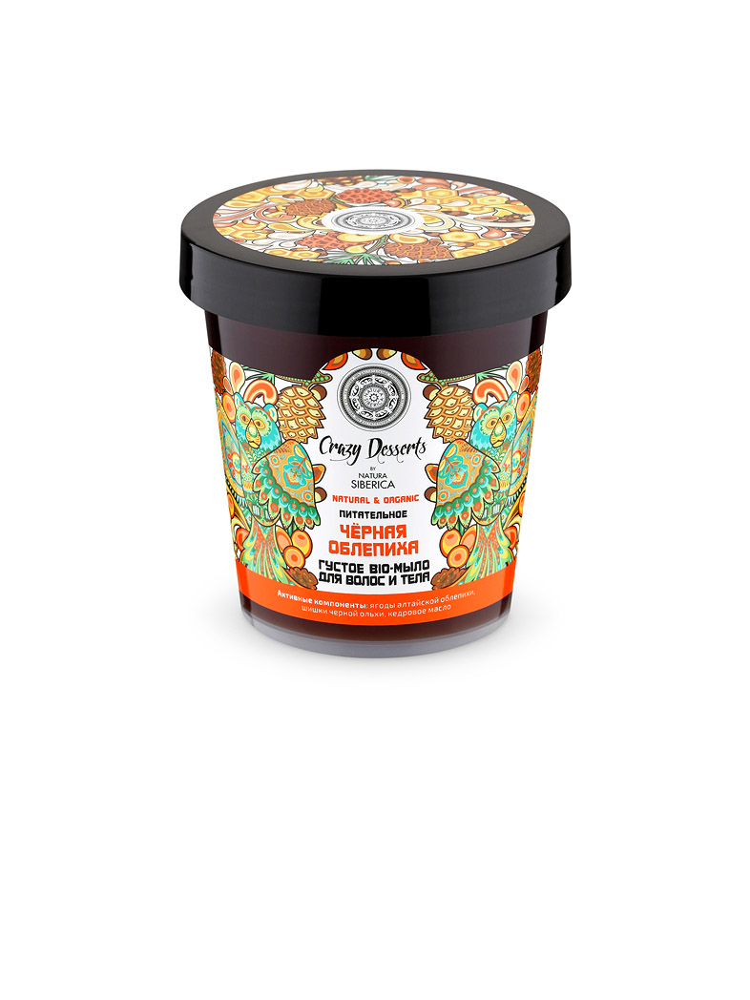 Crazy Desserts
BY
NATURA
SIBERICA
NATURAL & ORGANIC
ПИТАТЕЛЬНОЕ
ЧЁРНАЯ
ОБЛЕПИХА
ГУСТОЕ BIO-МЫЛО
ДЛЯ ВОЛОС И ТЕЛА
Активные компоненты: ягоды алтайской облепихи,
шишки черной ольхи, кедровое масло